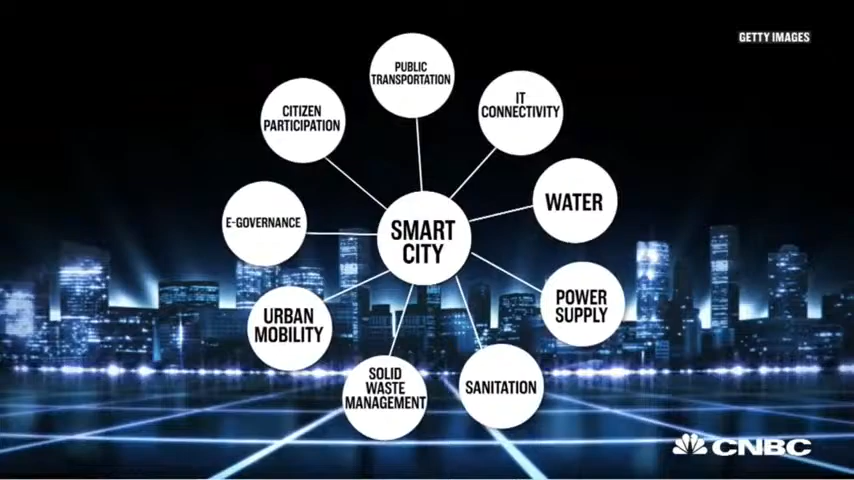 GETTY IMAGES
PUBLIC
TRANSPORTATION
IT
CONNECTIVITY
CITIZEN
PARTICIPATION
WATER
E-GOVERNANCE
SMART
CITY
POWER
SUPPLY
URBAN
MOBILITY
SOLID
WASTE
MANAGEMENT
SANITATION
CNBC